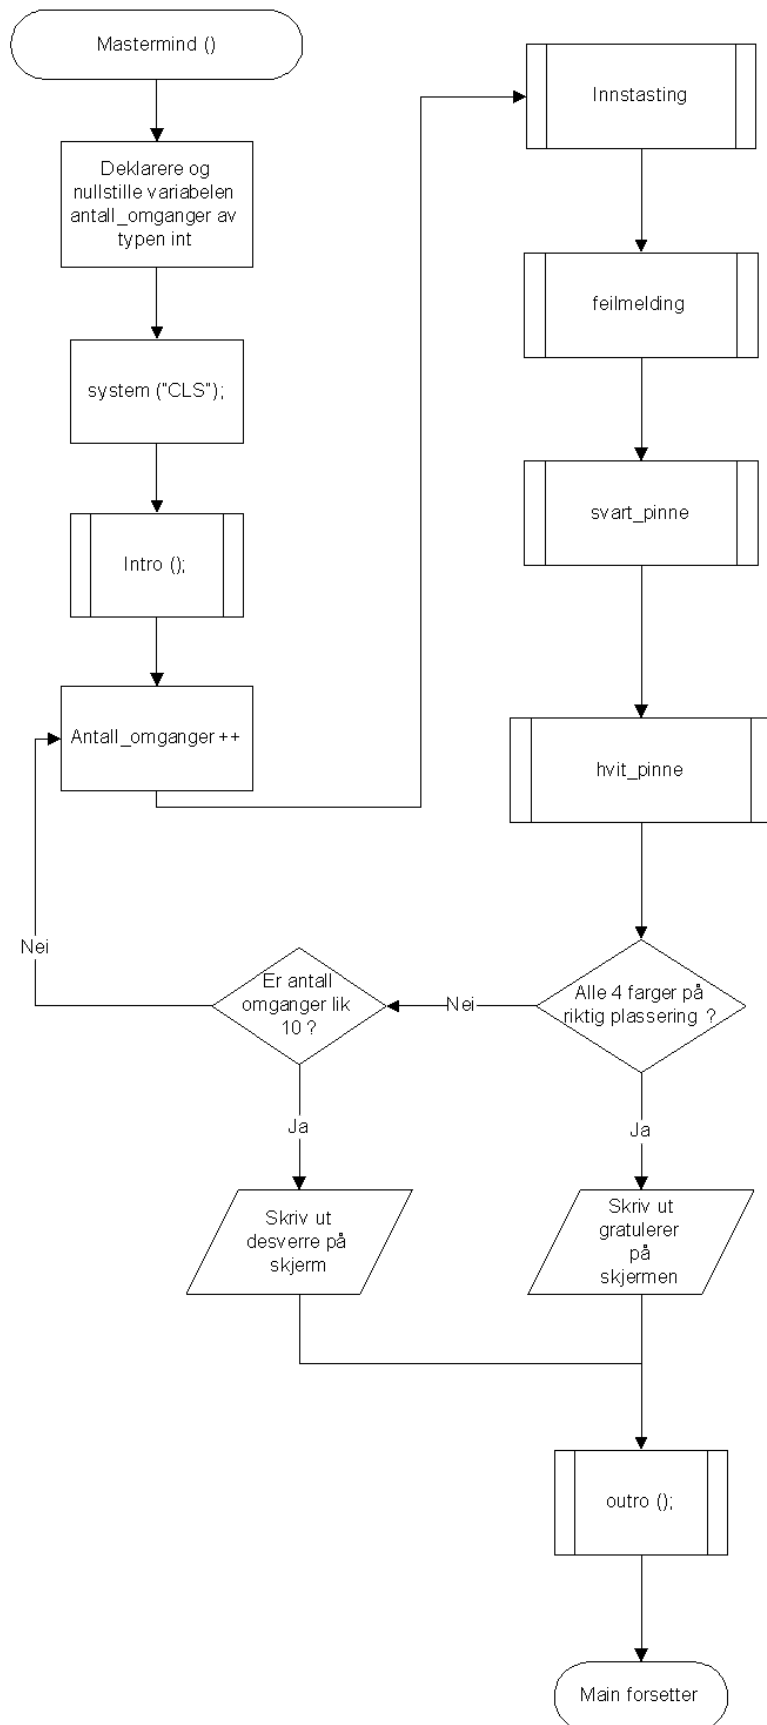 Mastermind ()
Deklarere og
nullstille variabelen
antall_omganger av
typen int
system ("CLS");
Intro ();
Antall_omganger ++
Innstasting
feilmelding
svart_pinne
hvit_pinne
Alle 4 farger på
riktig plassering ?
Nei
Er antall
omganger lik
10 ?
Nei
Ja
Ja
Skriv ut
desverre på
skjerm
Skriv ut
gratulerer
på
skjermen
outro ();
Main forsetter